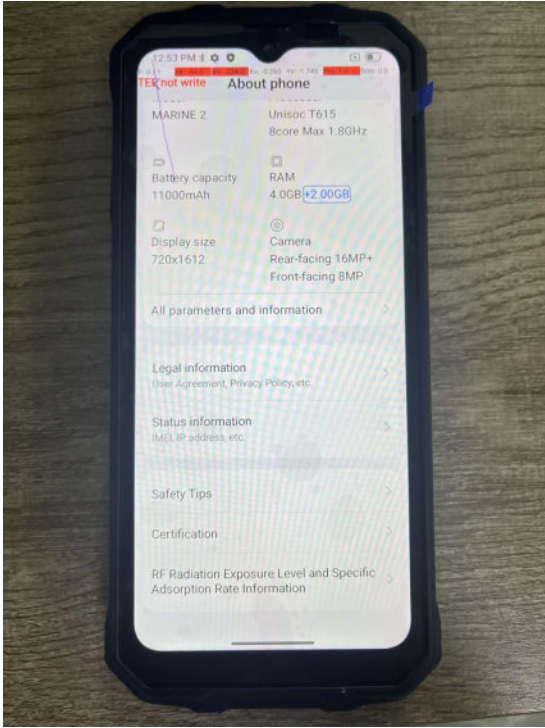 12:53 PM
TEE not write
About phone
MARINE 2
Unisoc T615
8core Max 1.8GHz
Battery capacity
11000mAh
RAM
4.0GB +2.00GB
Display size
720x1612
Camera
Rear-facing 16MP+
Front-facing 8MP
All parameters and information
Legal information
User Agreement, Privacy Policy, etc.
Status information
IMEI, IP address, etc.
Safety Tips
Certification
RF Radiation Exposure Level and Specific
Adsorption Rate Information